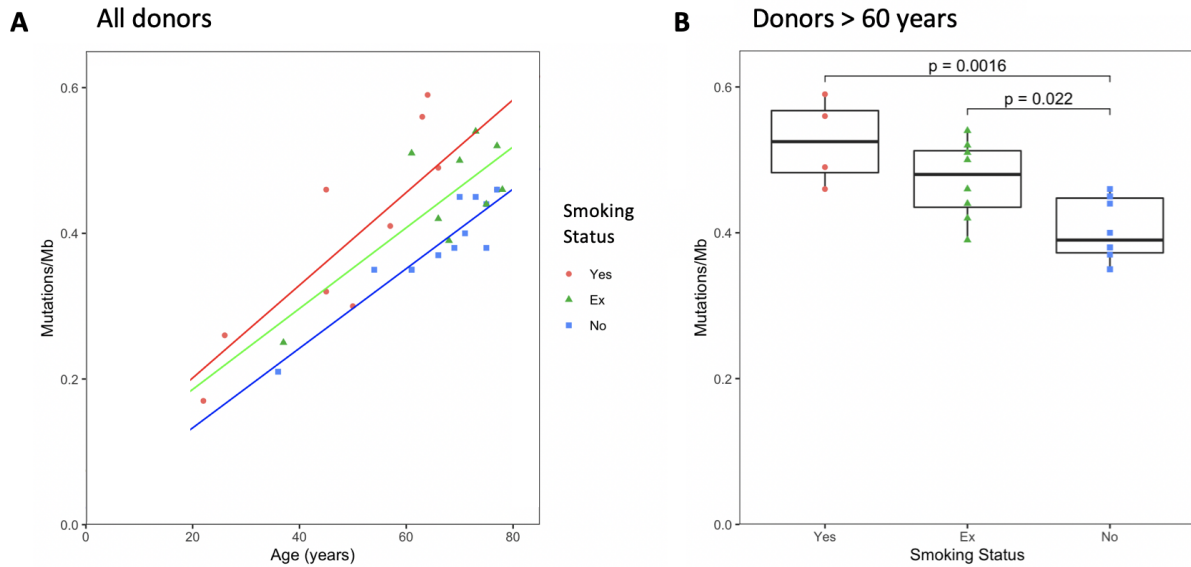 A
All donors
0.6
0.4
0.2
0.0
Mutations/Mb
0
20
40
60
80
Age (years)
Smoking
Status
Yes
Ex
No
B
Donors > 60 years
p = 0.0016
p = 0.022
0.6
0.4
0.2
0.0
Mutations/Mb
Yes
Ex
No
Smoking Status